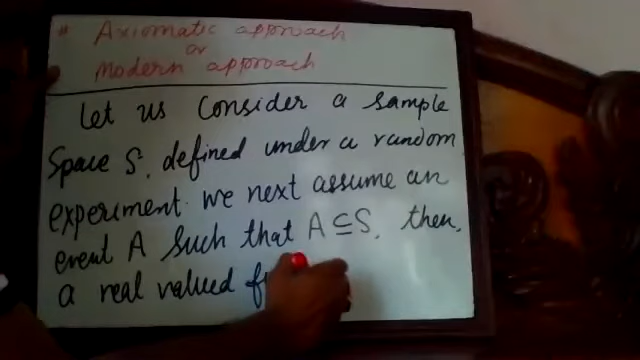 " Axiomatic approach
or
Modern approach
Let us consider a sample
Space S, defined under a random
experiment. we next assume an
event A such that A ⊆ S, then,
a real valued f